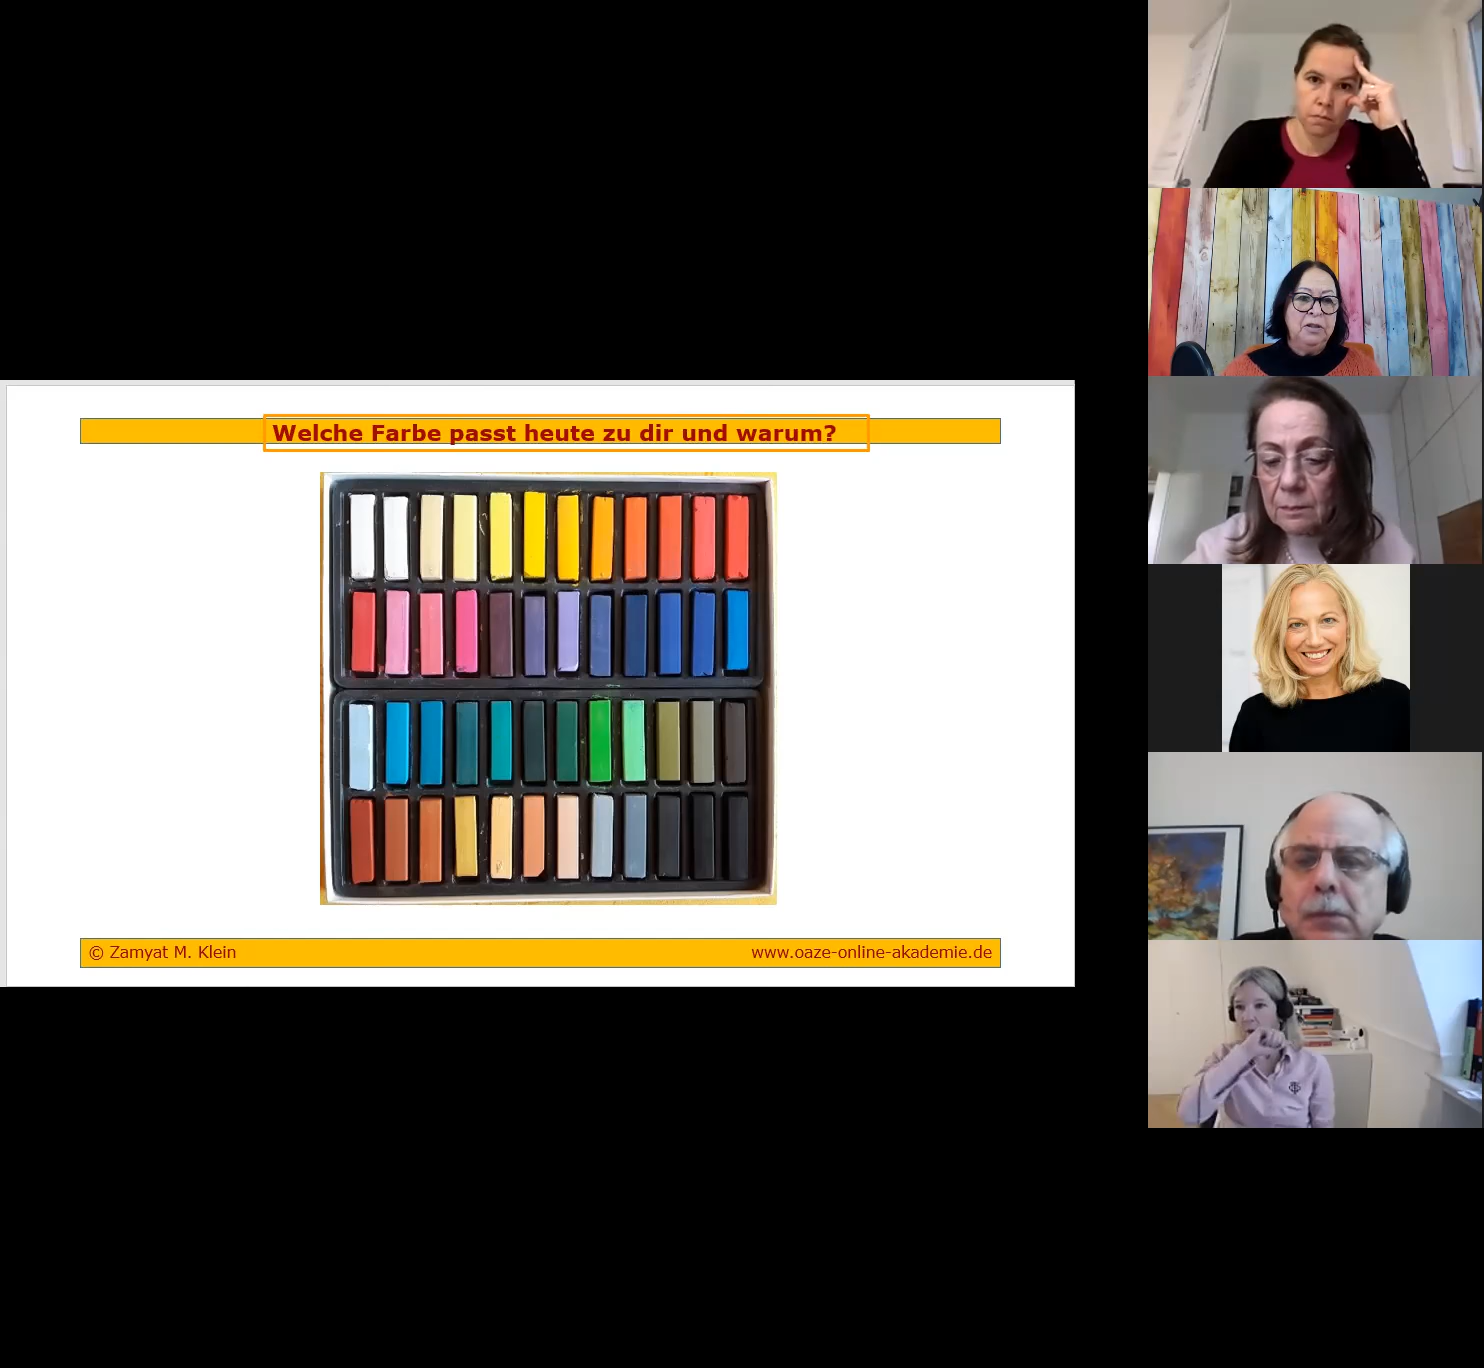 Welche Farbe passt heute zu dir und warum?
© Zamyat M. Klein
www.oaze-online-akademie.de